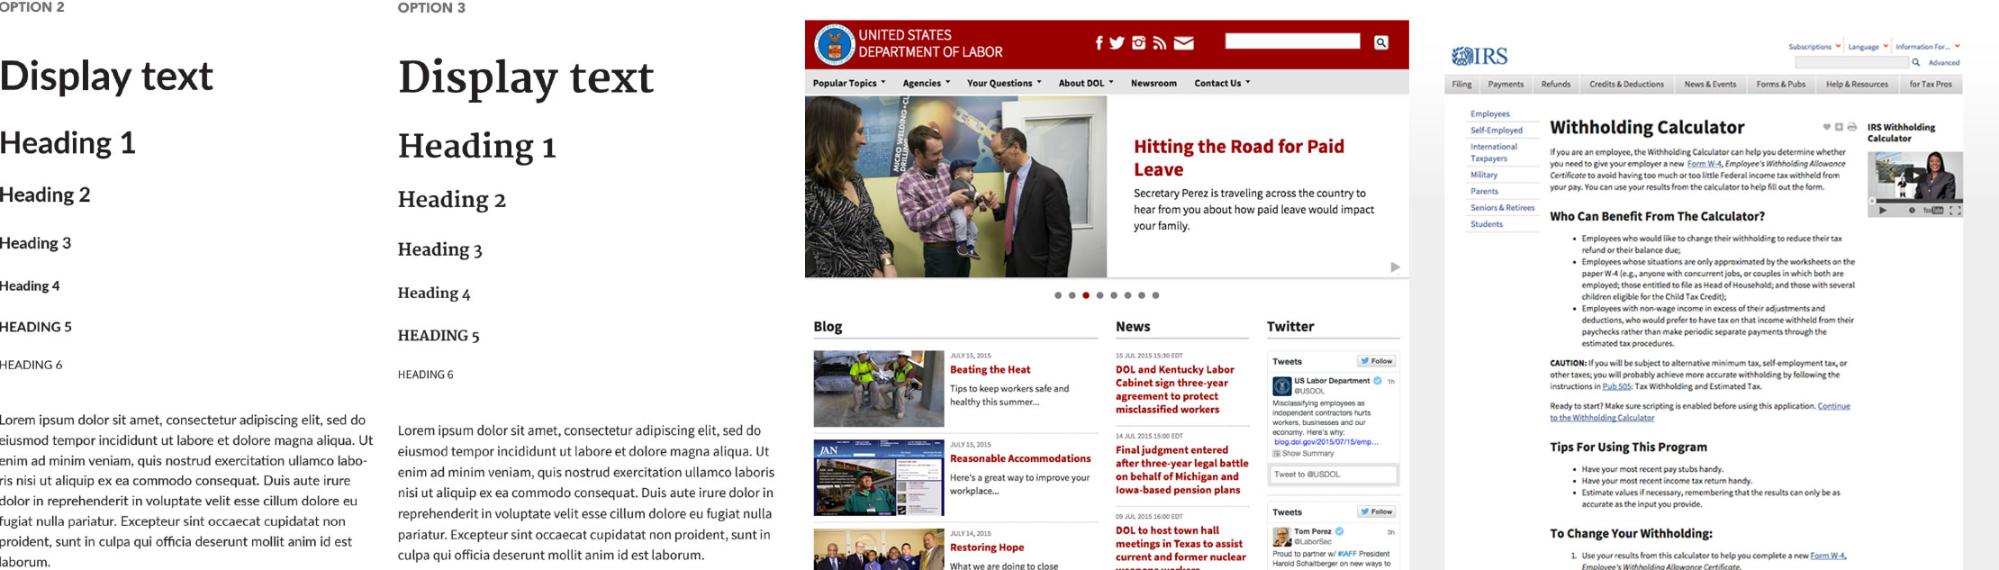 OPTION 2
Display text
Heading 1
Heading 2
Heading 3
Heading 4
HEADING 5
HEADING 6
Lorem ipsum dolor sit amet, consectetur adipiscing elit, sed do
eiusmod tempor incididunt ut labore et dolore magna aliqua. Ut
enim ad minim veniam, quis nostrud exercitation ullamco labo-
ris nisi ut aliquip ex ea commodo consequat. Duis aute irure
dolor in reprehenderit in voluptate velit esse cillum dolore eu
fugiat nulla pariatur. Excepteur sint occaecat cupidatat non
proident, sunt in culpa qui officia deserunt mollit anim id est
laborum.
OPTION 3
Display text
Heading 1
Heading 2
Heading 3
Heading 4
HEADING 5
HEADING 6
Lorem ipsum dolor sit amet, consectetur adipiscing elit, sed do
eiusmod tempor incididunt ut labore et dolore magna aliqua. Ut
enim ad minim veniam, quis nostrud exercitation ullamco laboris
nisi ut aliquip ex ea commodo consequat. Duis aute irure dolor in
reprehenderit in voluptate velit esse cillum dolore eu fugiat nulla
pariatur. Excepteur sint occaecat cupidatat non proident, sunt in
culpa qui officia deserunt mollit anim id est laborum.
UNITED STATES
DEPARTMENT OF LABOR
Popular Topics Agencies Your Questions About DOL Newsroom Contact Us
MICRO WELDING
Hitting the Road for Paid
Leave
Secretary Perez is traveling across the country to
hear from you about how paid leave would impact
your family.
Blog
JULY 15, 2015
Beating the Heat
Tips to keep workers safe and
healthy this summer...
JAN
JULY 15, 2015
Reasonable Accommodations
Here's a great way to improve your
workplace...
JULY 14, 2015
Restoring Hope
What we are doing to close
News
15 JUL 2015 15:30 EDT
DOL and Kentucky Labor
Cabinet sign three-year
agreement to protect
misclassified workers
14 JUL 2015 15:00 EDT
Final judgment entered
after three-year legal battle
on behalf of Michigan and
Iowa-based pension plans
09 JUL 2015 16:00 EDT
DOL to host town hall
meetings in Texas to assist
current and former nuclear
weapons workers
Twitter
Tweets Follow
US Labor Department 1h
@USDOL
Misclassifying employees as
independent contractors hurts
workers, businesses and our
economy. Here's why:
blog.dol.gov/2015/07/15/emp...
Show Summary
Tweet to @USDOL
Tweets Follow
Tom Perez 3h
@LaborSec
Proud to partner w/ #IAFF President
Harold Schaitberger on new ways to
IRS
Subscriptions Language Information For...
Advanced
Filing Payments Refunds Credits & Deductions News & Events Forms & Pubs Help & Resources for Tax Pros
Employees
Self-Employed
International
Taxpayers
Military
Parents
Seniors & Retirees
Students
Withholding Calculator
If you are an employee, the Withholding Calculator can help you determine whether
you need to give your employer a new Form W-4, Employee's Withholding Allowance
Certificate to avoid having too much or too little Federal income tax withheld from
your pay. You can use your results from the calculator to help fill out the form.
Who Can Benefit From The Calculator?
• Employees who would like to change their withholding to reduce their tax
refund or their balance due;
• Employees whose situations are only approximated by the worksheets on the
paper W-4 (e.g., anyone with concurrent jobs, or couples in which both are
employed; those entitled to file as Head of Household; and those with several
children eligible for the Child Tax Credit);
• Employees with non-wage income in excess of their adjustments and
deductions, who would prefer to have tax on that income withheld from their
paychecks rather than make periodic separate payments through the
estimated tax procedures.
CAUTION: If you will be subject to alternative minimum tax, self-employment tax, or
other taxes; you will probably achieve more accurate withholding by following the
instructions in Pub 505: Tax Withholding and Estimated Tax.
Ready to start? Make sure scripting is enabled before using this application. Continue
to the Withholding Calculator
Tips For Using This Program
• Have your most recent pay stubs handy.
• Have your most recent income tax return handy.
• Estimate values if necessary, remembering that the results can only be as
accurate as the input you provide.
To Change Your Withholding:
1. Use your results from this calculator to help you complete a new Form W-4,
Employee's Withholding Allowance Certificate.
IRS Withholding
Calculator
YouTube